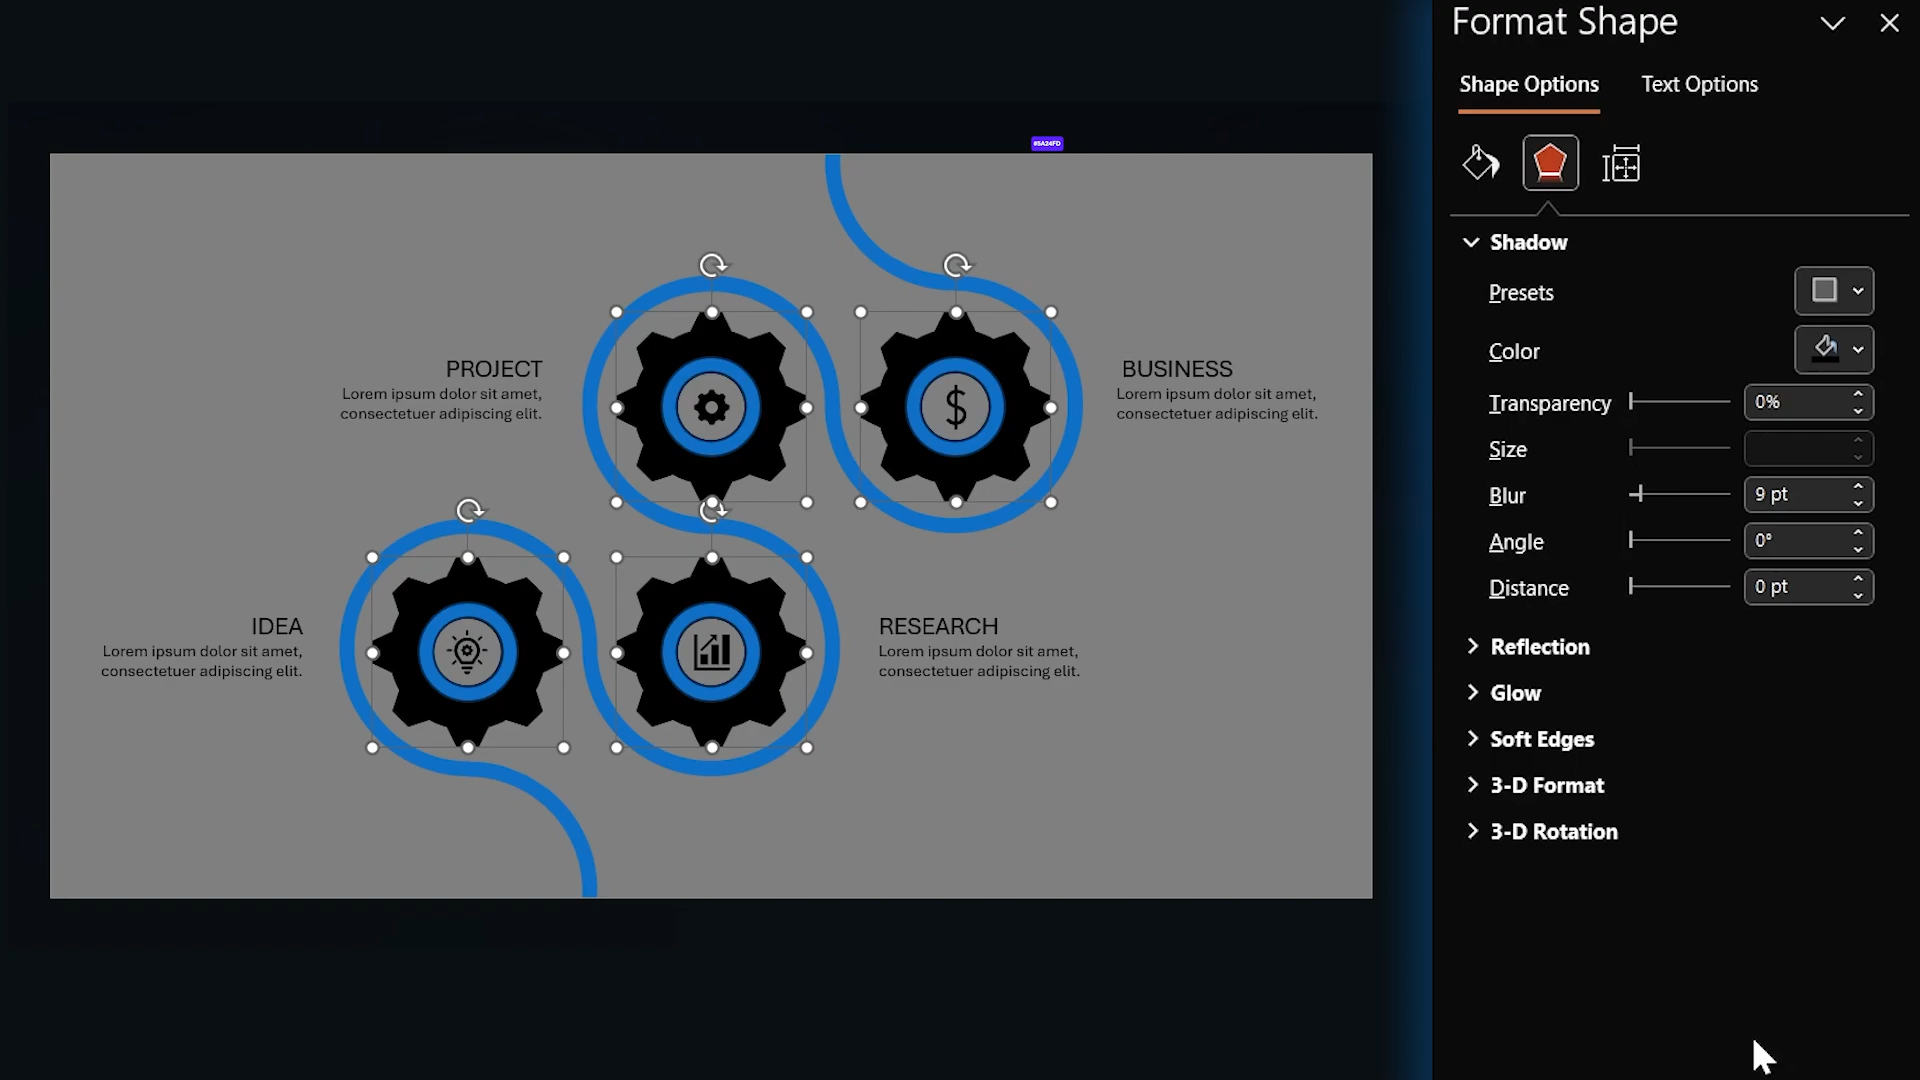 #5A24FD
PROJECT
Lorem ipsum dolor sit amet,
consectetuer adipiscing elit.
BUSINESS
Lorem ipsum dolor sit amet,
consectetuer adipiscing elit.
IDEA
Lorem ipsum dolor sit amet,
consectetuer adipiscing elit.
RESEARCH
Lorem ipsum dolor sit amet,
consectetuer adipiscing elit.
$
Format Shape
Shape Options Text Options
Shadow
Presets
Color
Transparency 0%
Size
Blur 9 pt
Angle 0°
Distance 0 pt
Reflection
Glow
Soft Edges
3-D Format
3-D Rotation